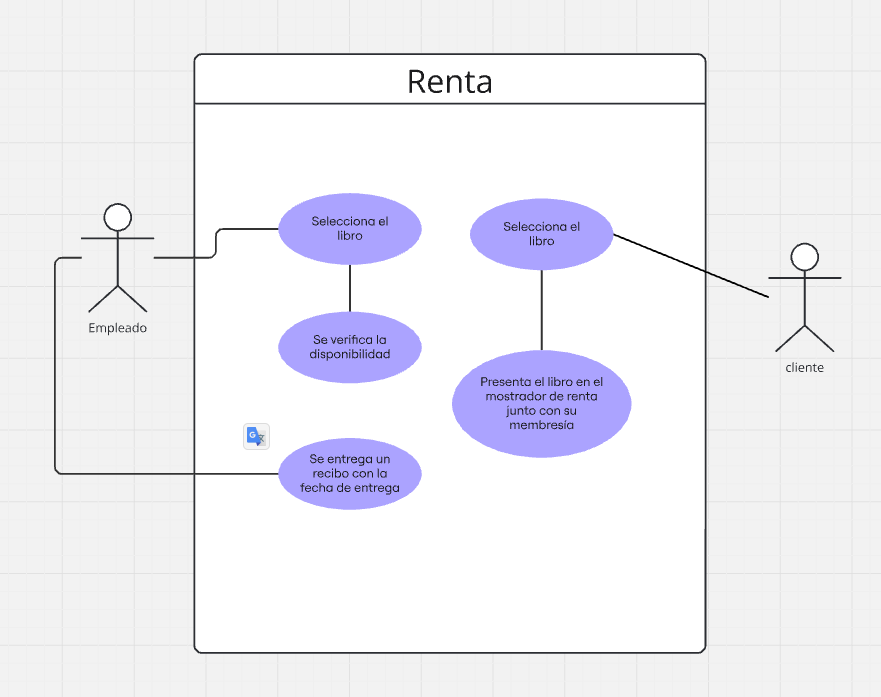 Renta
Selecciona el
libro
Selecciona el
libro
Empleado
Se verifica la
disponibilidad
cliente
Presenta el libro en el
mostrador de renta
junto con su
membresía
Se entrega un
recibo con la
fecha de entrega